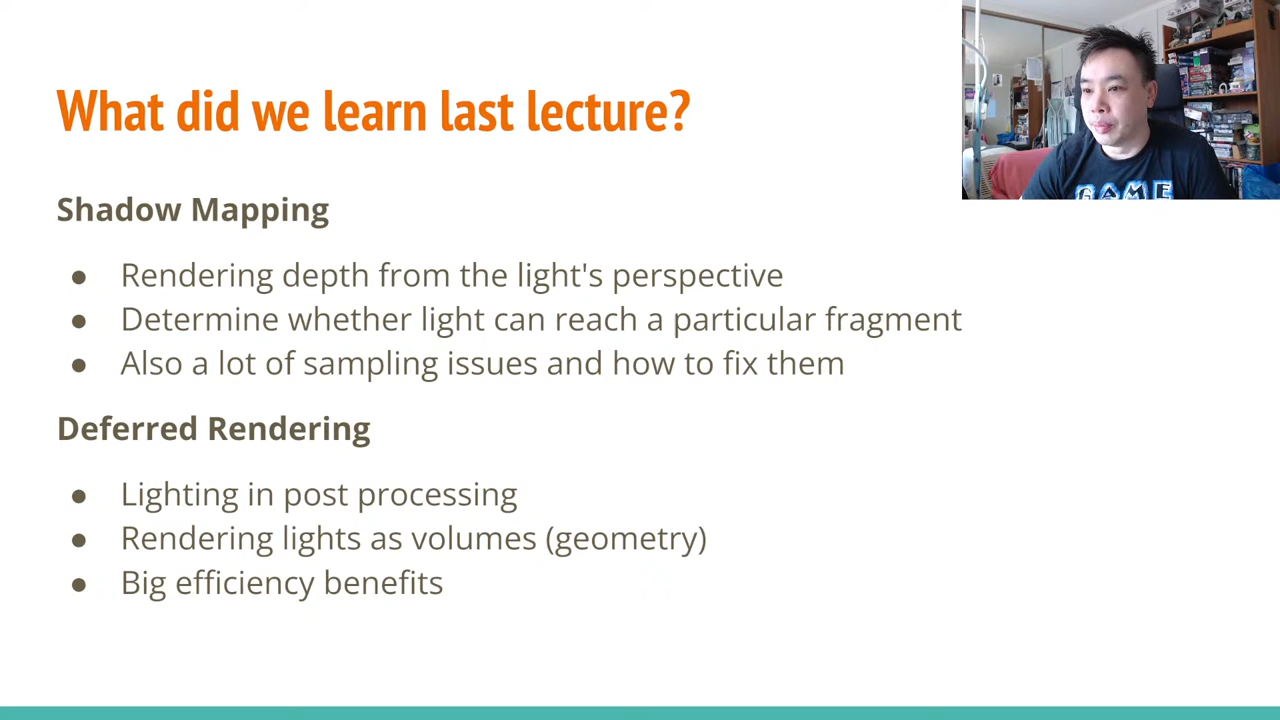 What did we learn last lecture?
Shadow Mapping
● Rendering depth from the light's perspective
● Determine whether light can reach a particular fragment
● Also a lot of sampling issues and how to fix them
Deferred Rendering
● Lighting in post processing
● Rendering lights as volumes (geometry)
● Big efficiency benefits
GAME